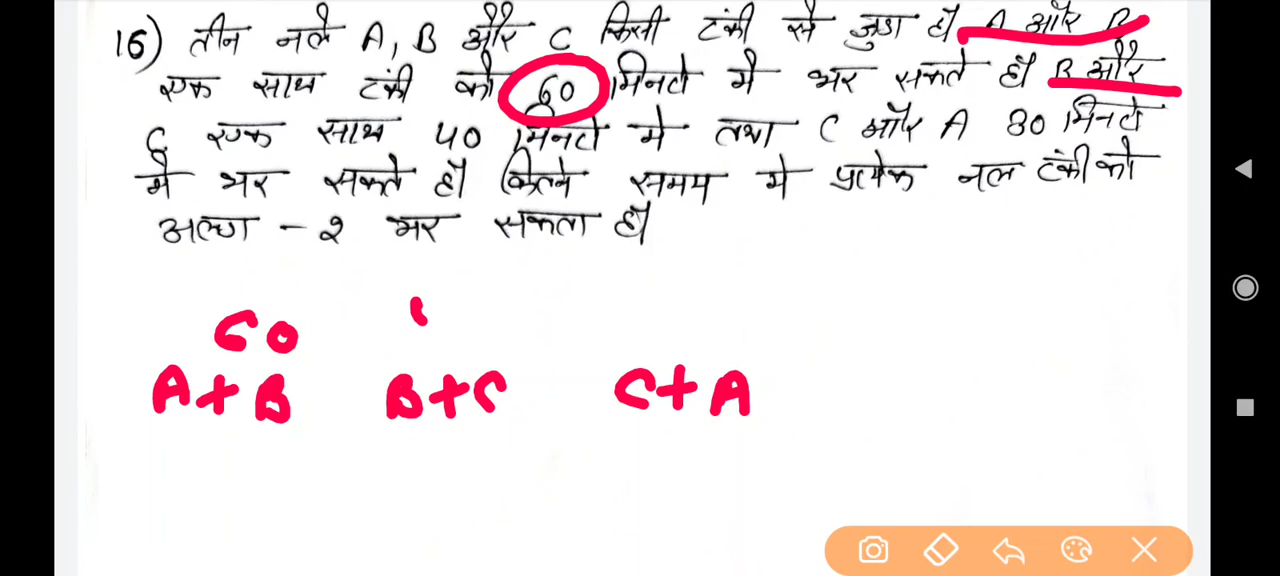 16) तीन नले A, B और C किसी टंकी से जुडा हो A और B
एक साथ टंकी को 60 मिनटो मे भर सकते हो B और
C एक साथ 40 मिनटो मे तथा C और A 30 मिनटो
मे भर सकते हो कितने समय मे प्रत्येक नल टंकी को
अलग - २ भर सकता हो
60
A+B B+C C+A